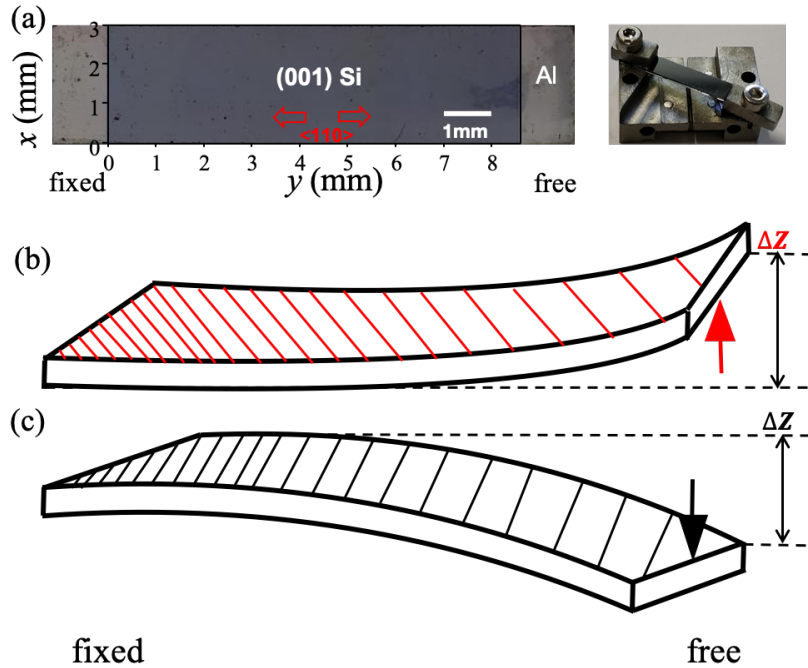 (a)
3
2
1
0
x (mm)
(001) Si
Al
<110>
1mm
0 1 2 3 4 5 6 7 8
fixed
y (mm)
free
(b)
ΔZ
(c)
ΔZ
fixed
free